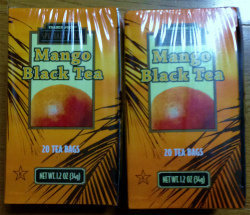 Mango
Black Tea
20 TEA BAGS
NET WT. 1.2 OZ (34g)
Mango
Black Tea
20 TEA BAGS
NET WT. 1.2 OZ (34g)